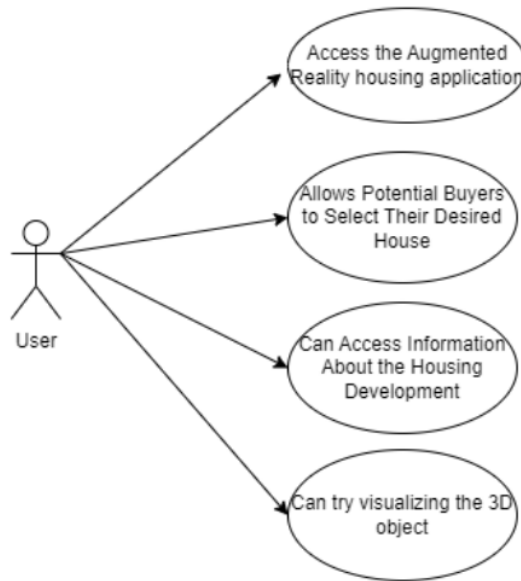 Access the Augmented
Reality housing application
Allows Potential Buyers
to Select Their Desired
House
User
Can Access Information
About the Housing
Development
Can try visualizing the 3D
object